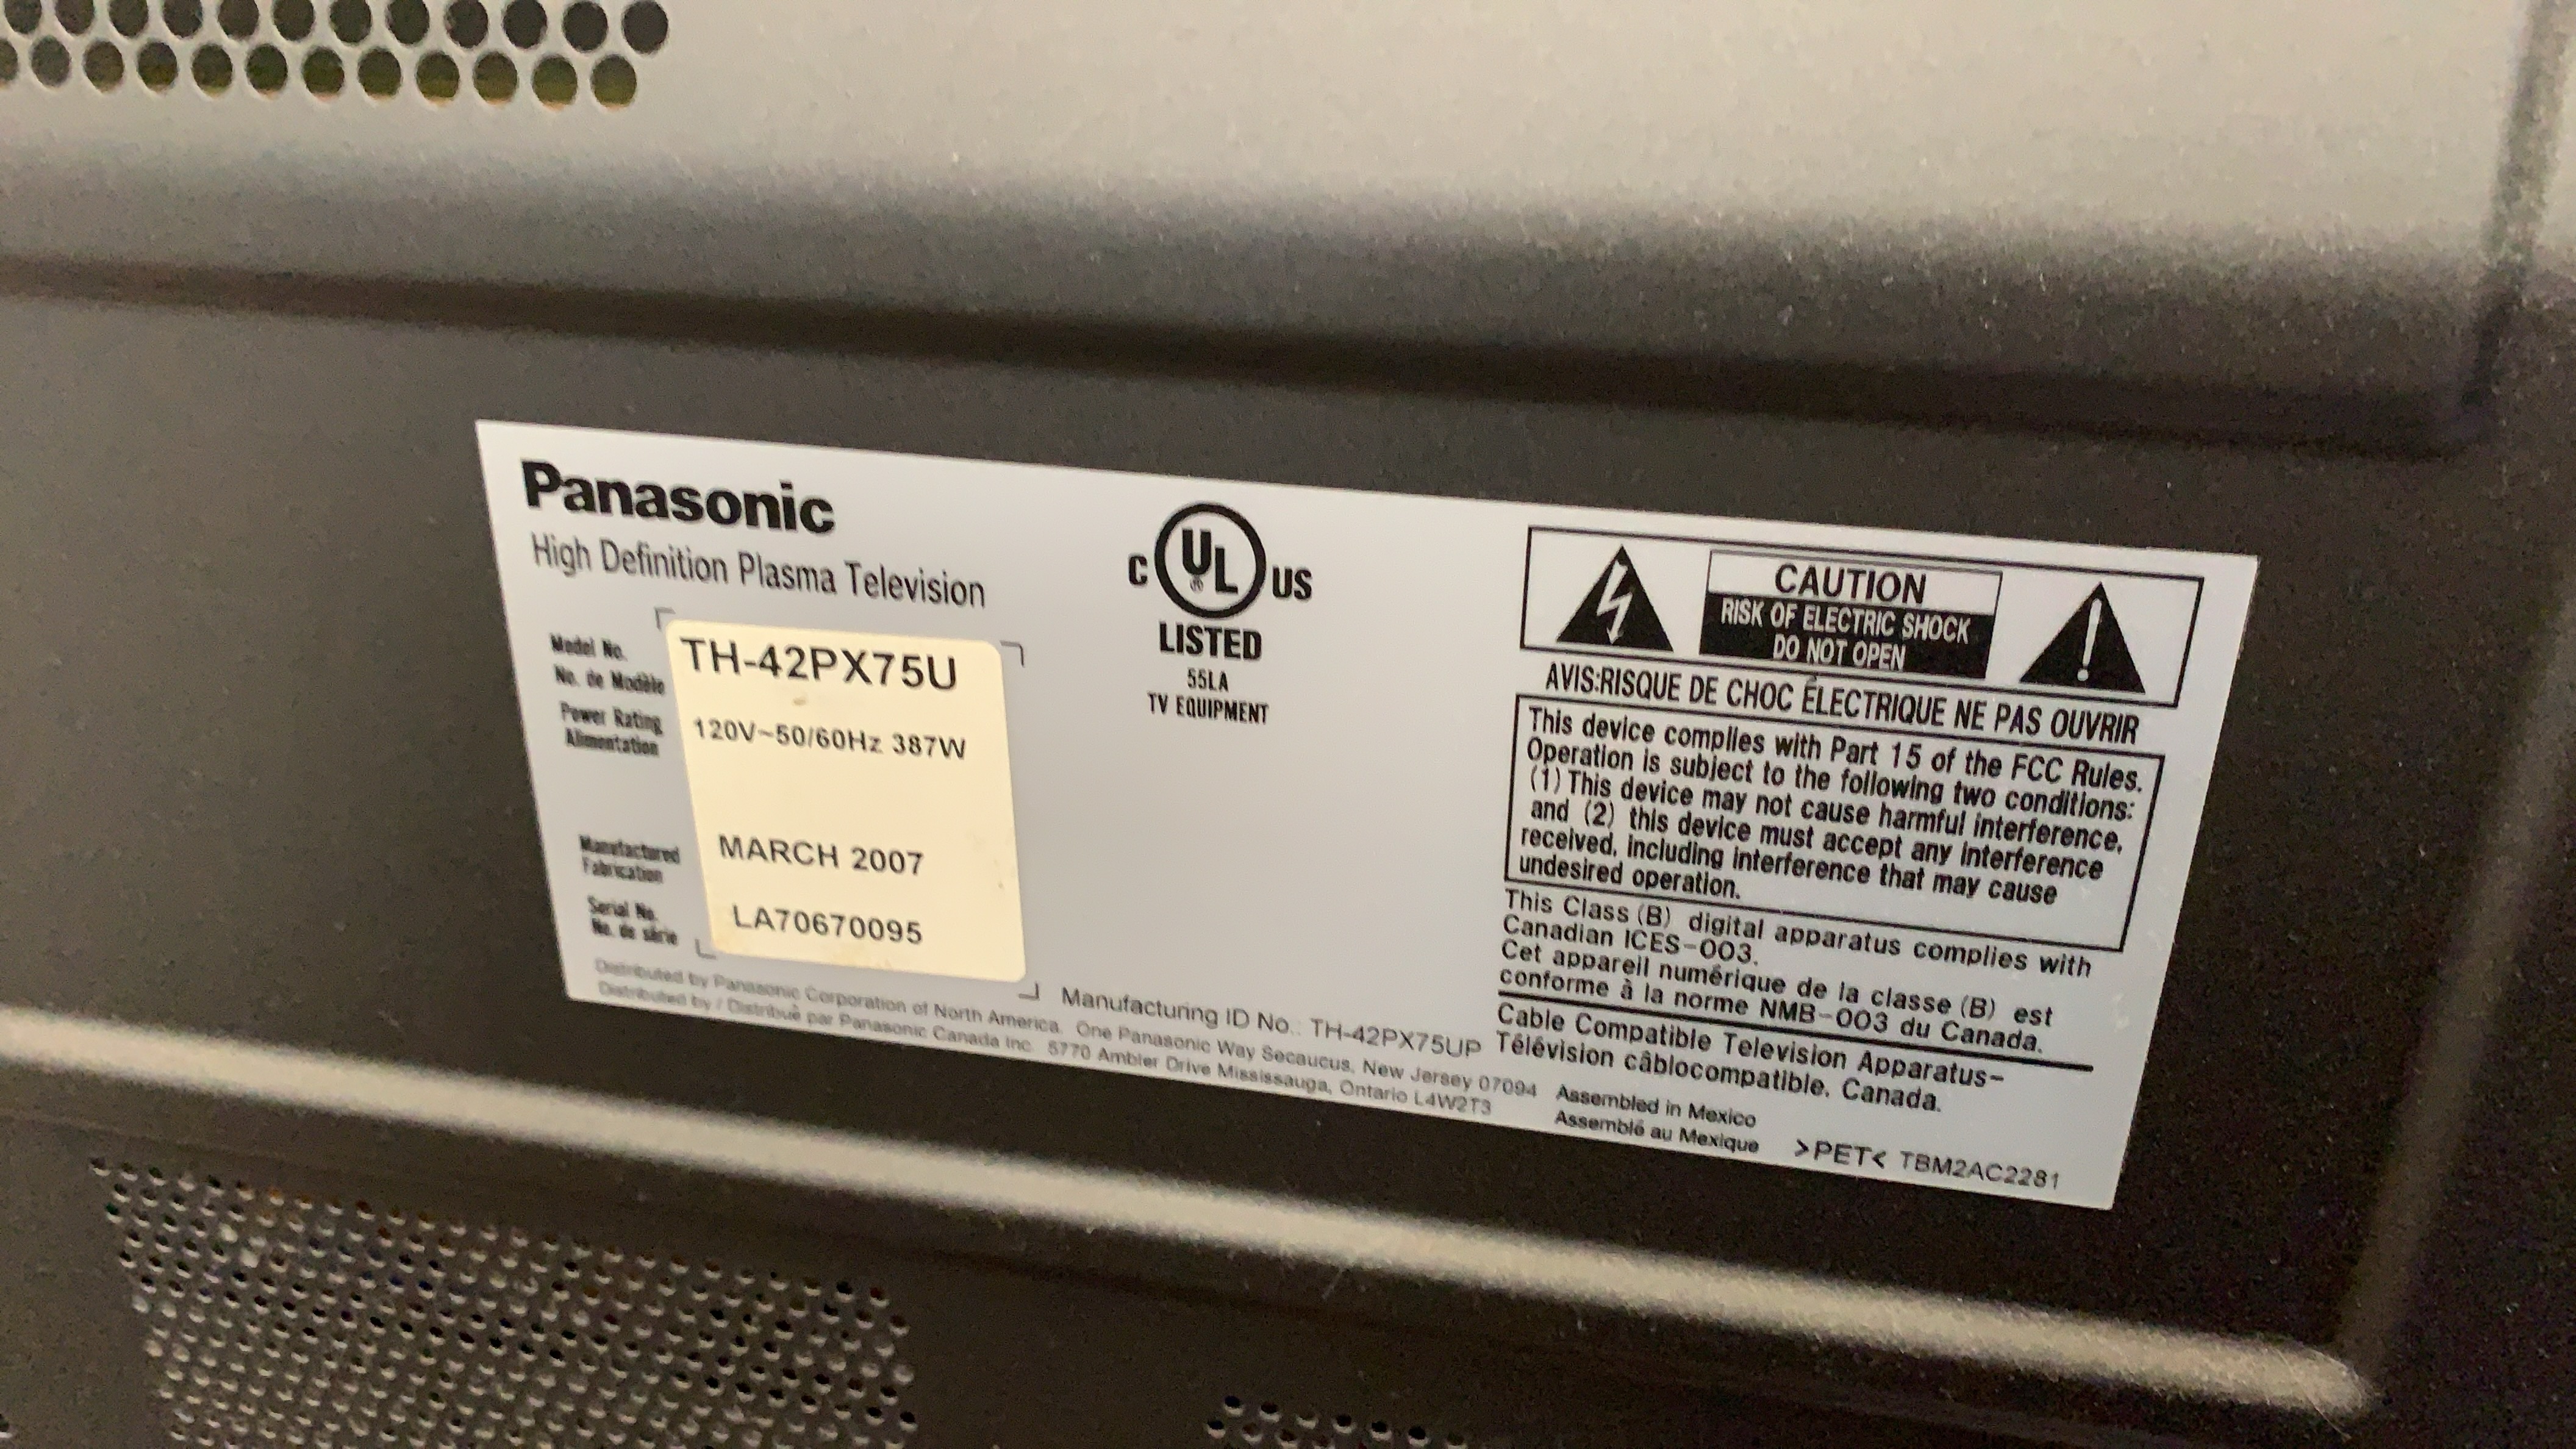 Panasonic
High Definition Plasma Television
Model No.
No. de Modèle
TH-42PX75U
Power Rating
Alimentation
120V~50/60Hz 387W
Manufactured
Fabrication
MARCH 2007
Serial No.
No. de série
LA70670095
C UL® US
LISTED
55LA
TV EQUIPMENT
CAUTION
RISK OF ELECTRIC SHOCK
DO NOT OPEN
AVIS:RISQUE DE CHOC ÉLECTRIQUE NE PAS OUVRIR
This device complies with Part 15 of the FCC Rules.
Operation is subject to the following two conditions:
(1) This device may not cause harmful interference,
and (2) this device must accept any interference
received, including interference that may cause
undesired operation.
This Class (B) digital apparatus complies with
Canadian ICES-003.
Cet appareil numérique de la classe (B) est
conforme à la norme NMB-003 du Canada.
Cable Compatible Television Apparatus-
Télévision câblocompatible, Canada.
Manufacturing ID No.: TH-42PX75UP
Distributed by Panasonic Corporation of North America. One Panasonic Way Secaucus, New Jersey 07094
Distributed by / Distribué par Panasonic Canada Inc. 5770 Ambler Drive Mississauga, Ontario L4W2T3
Assembled in Mexico
Assemblé au Mexique
>PET< TBM2AC2281